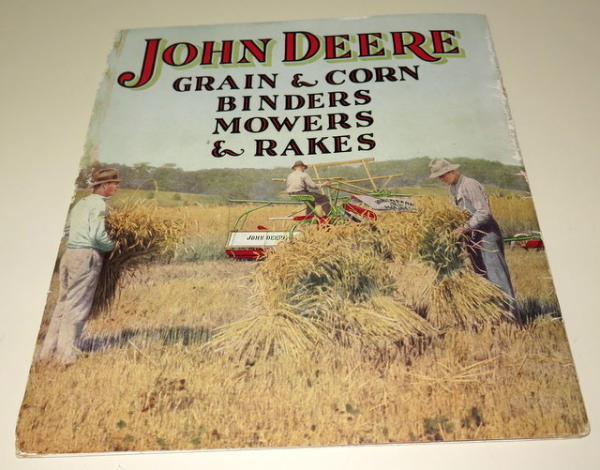 JOHN DEERE
GRAIN & CORN
BINDERS
MOWERS
& RAKES
JOHN DEERE